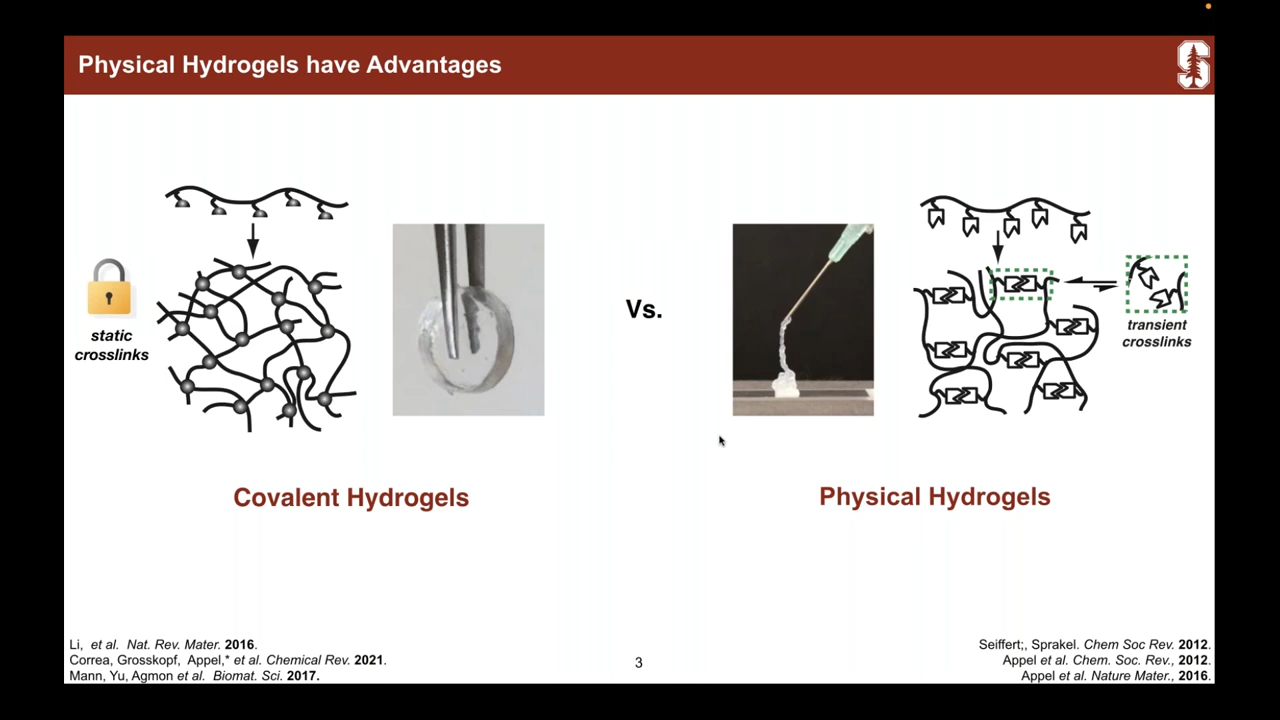 Physical Hydrogels have Advantages
S
static
crosslinks
Vs.
transient
crosslinks
Covalent Hydrogels
Physical Hydrogels
Li, et al. Nat. Rev. Mater. 2016.
Correa, Grosskopf, Appel,* et al. Chemical Rev. 2021.
Mann, Yu, Agmon et al. Biomat. Sci. 2017.
3
Seiffert;, Sprakel. Chem Soc Rev. 2012.
Appel et al. Chem. Soc. Rev., 2012.
Appel et al. Nature Mater., 2016.